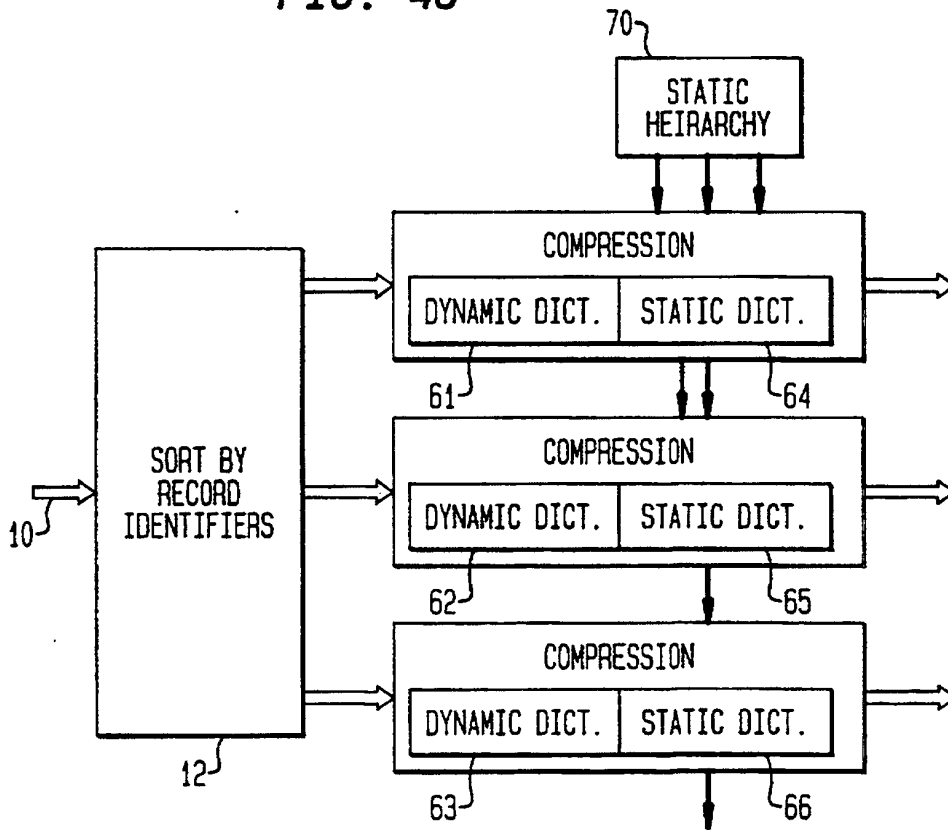 70
STATIC
HEIRARCHY
COMPRESSION
DYNAMIC DICT. STATIC DICT.
61 64
SORT BY
RECORD
IDENTIFIERS
10
COMPRESSION
DYNAMIC DICT. STATIC DICT.
62 65
COMPRESSION
DYNAMIC DICT. STATIC DICT.
12
63 66